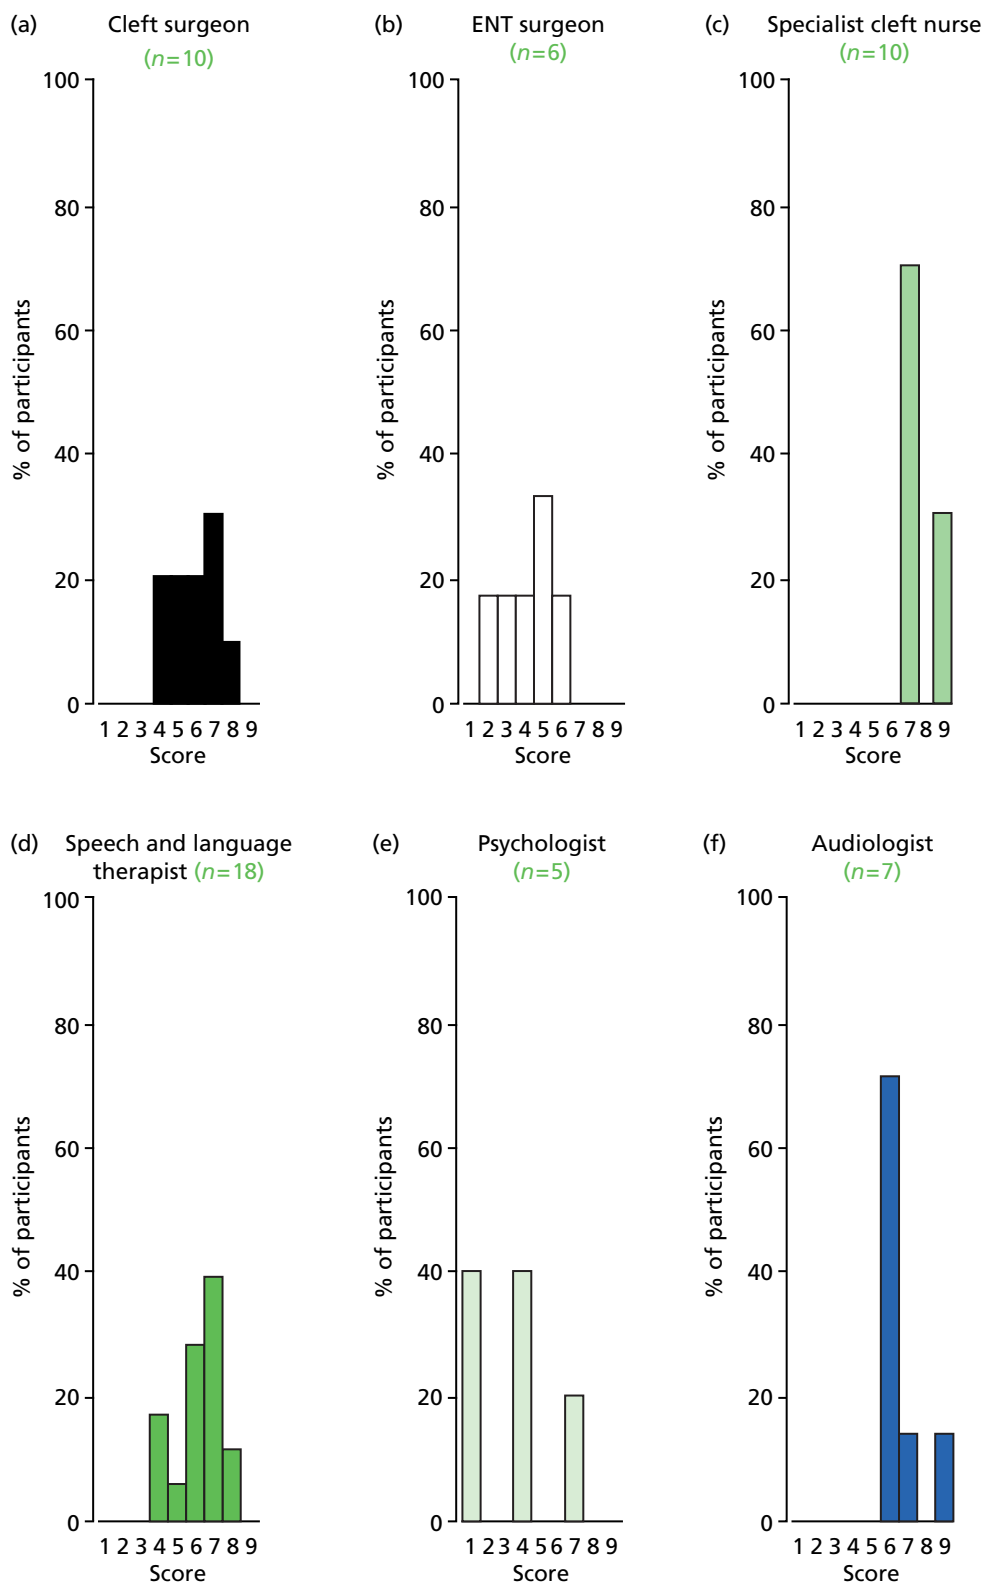 (a) Cleft surgeon
(n=10)
100
80
60
40
20
0
% of participants
1 2 3 4 5 6 7 8 9
Score
(b) ENT surgeon
(n=6)
100
80
60
40
20
0
% of participants
1 2 3 4 5 6 7 8 9
Score
(c) Specialist cleft nurse
(n=10)
100
80
60
40
20
0
% of participants
1 2 3 4 5 6 7 8 9
Score
(d) Speech and language
therapist (n=18)
100
80
60
40
20
0
% of participants
1 2 3 4 5 6 7 8 9
Score
(e) Psychologist
(n=5)
100
80
60
40
20
0
% of participants
1 2 3 4 5 6 7 8 9
Score
(f) Audiologist
(n=7)
100
80
60
40
20
0
% of participants
1 2 3 4 5 6 7 8 9
Score